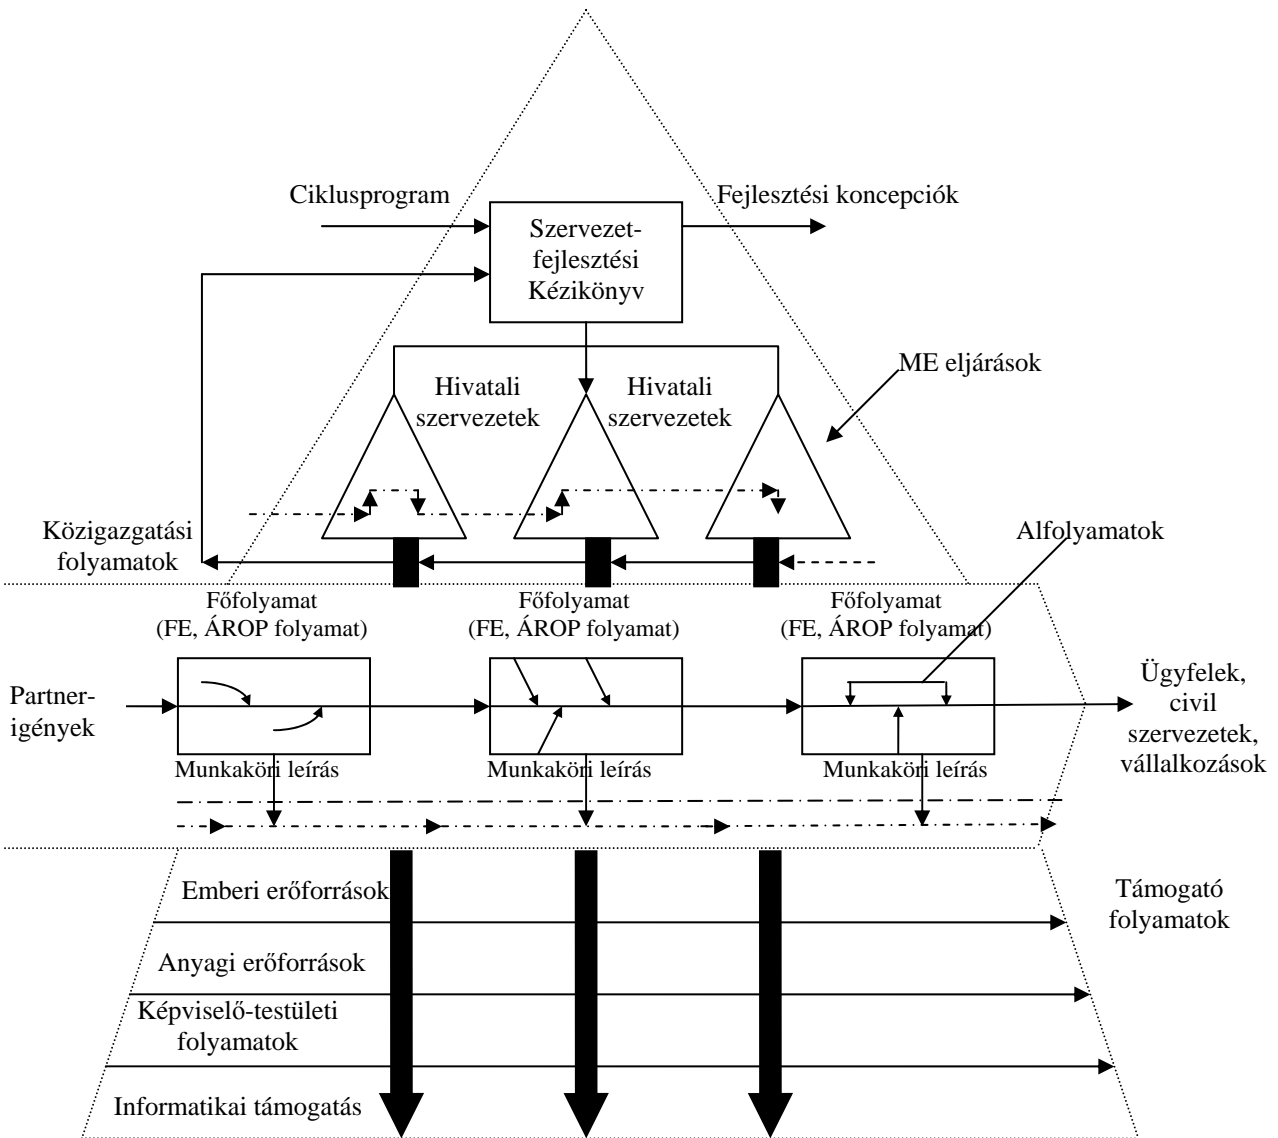 Ciklusprogram
Fejlesztési koncepciók
Szervezet-
fejlesztési
Kézikönyv
ME eljárások
Hivatali
szervezetek
Hivatali
szervezetek
Közigazgatási
folyamatok
Alfolyamatok
Főfolyamat
(FE, ÁROP folyamat)
Főfolyamat
(FE, ÁROP folyamat)
Főfolyamat
(FE, ÁROP folyamat)
Partner-
igények
Ügyfelek,
civil
szervezetek,
vállalkozások
Munkaköri leírás
Munkaköri leírás
Munkaköri leírás
Emberi erőforrások
Támogató
folyamatok
Anyagi erőforrások
Képviselő-testületi
folyamatok
Informatikai támogatás